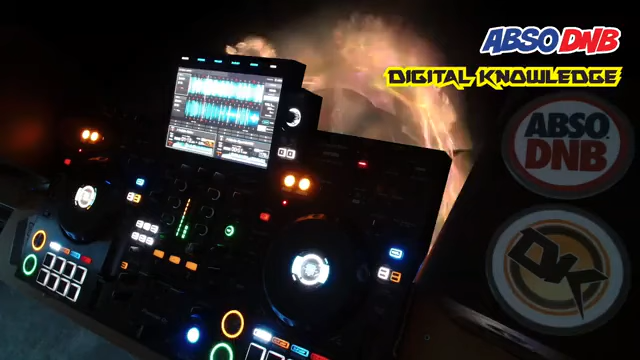 ABSO DNB
DIGITAL KNOWLEDGE
ABSO.
DNB
DK